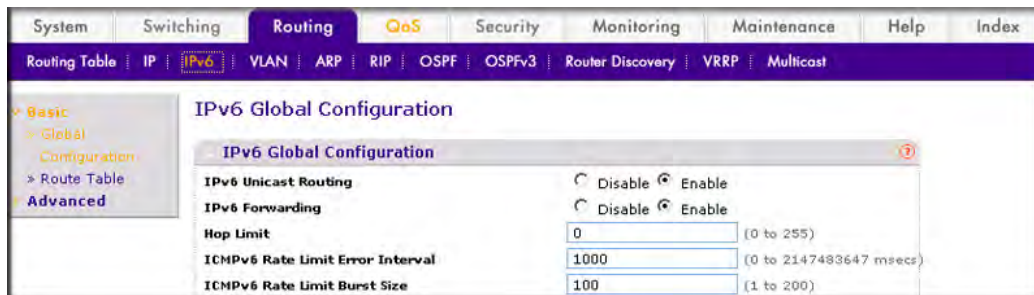 System Switching Routing QoS Security Monitoring Maintenance Help Index
Routing Table IP IPv6 VLAN ARP RIP OSPF OSPFv3 Router Discovery VRRP Multicast
Basic
» Global
Configuration
» Route Table
Advanced
IPv6 Global Configuration
IPv6 Global Configuration ?
IPv6 Unicast Routing Disable Enable
IPv6 Forwarding Disable Enable
Hop Limit 0 (0 to 255)
ICMPv6 Rate Limit Error Interval 1000 (0 to 2147483647 msecs)
ICMPv6 Rate Limit Burst Size 100 (1 to 200)